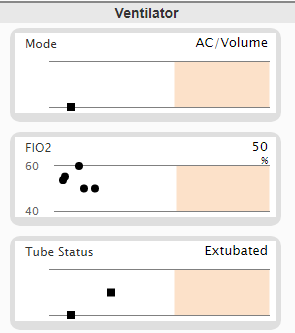 Ventilator
Mode AC/Volume
FIO2 50
%
60
40
Tube Status Extubated